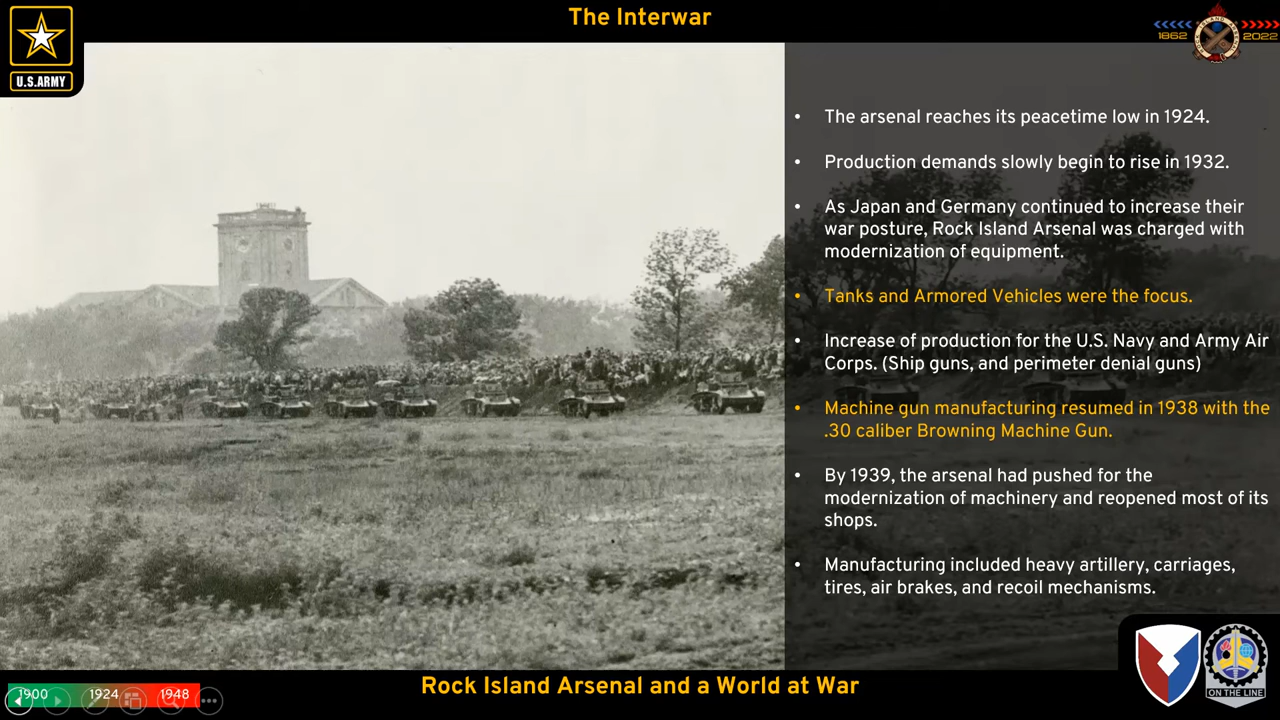 The Interwar
U.S.ARMY
1862
ROCK ISLAND ARSENAL
2022
• The arsenal reaches its peacetime low in 1924.
• Production demands slowly begin to rise in 1932.
• As Japan and Germany continued to increase their
war posture, Rock Island Arsenal was charged with
modernization of equipment.
• Tanks and Armored Vehicles were the focus.
• Increase of production for the U.S. Navy and Army Air
Corps. (Ship guns, and perimeter denial guns)
• Machine gun manufacturing resumed in 1938 with the
.30 caliber Browning Machine Gun.
• By 1939, the arsenal had pushed for the
modernization of machinery and reopened most of its
shops.
• Manufacturing included heavy artillery, carriages,
tires, air brakes, and recoil mechanisms.
ON THE LINE
1900
1924
1948
Rock Island Arsenal and a World at War